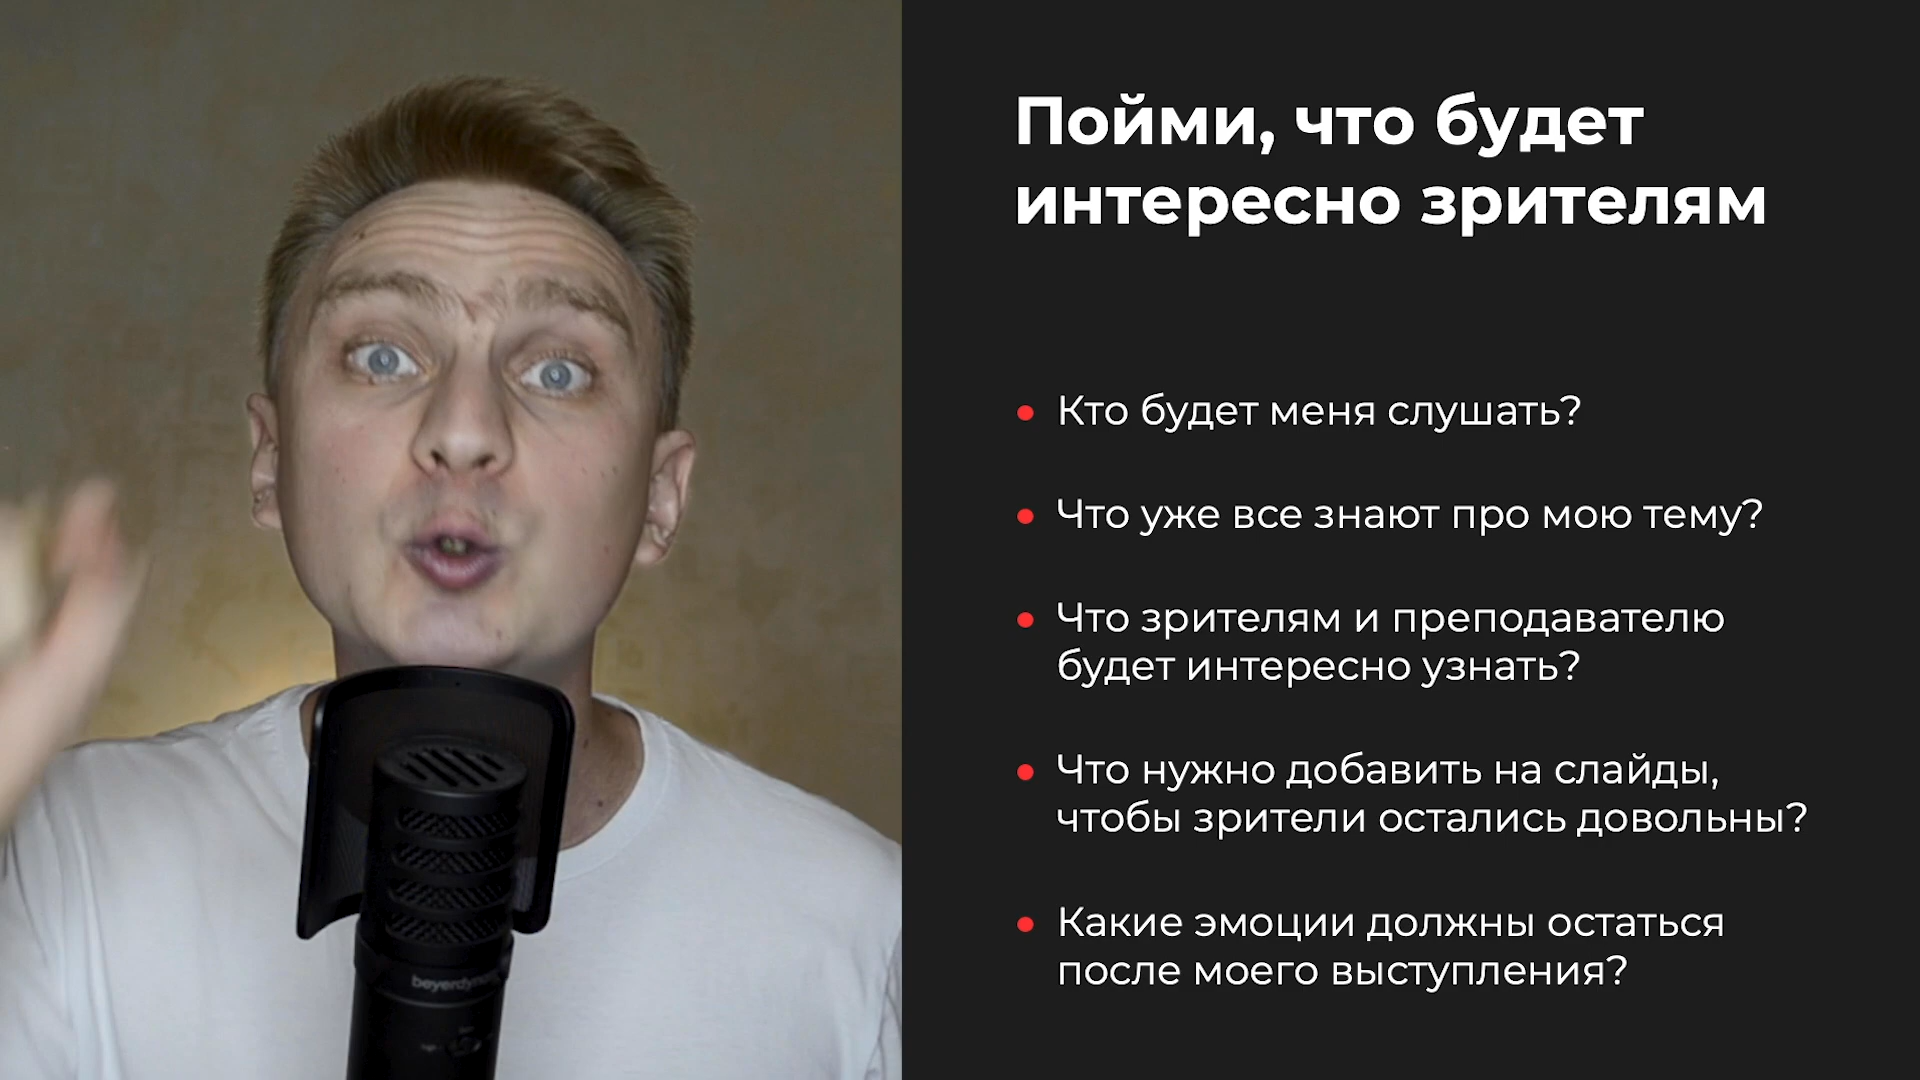 Пойми, что будет
интересно зрителям
• Кто будет меня слушать?
• Что уже все знают про мою тему?
• Что зрителям и преподавателю
будет интересно узнать?
• Что нужно добавить на слайды,
чтобы зрители остались довольны?
• Какие эмоции должны остаться
после моего выступления?